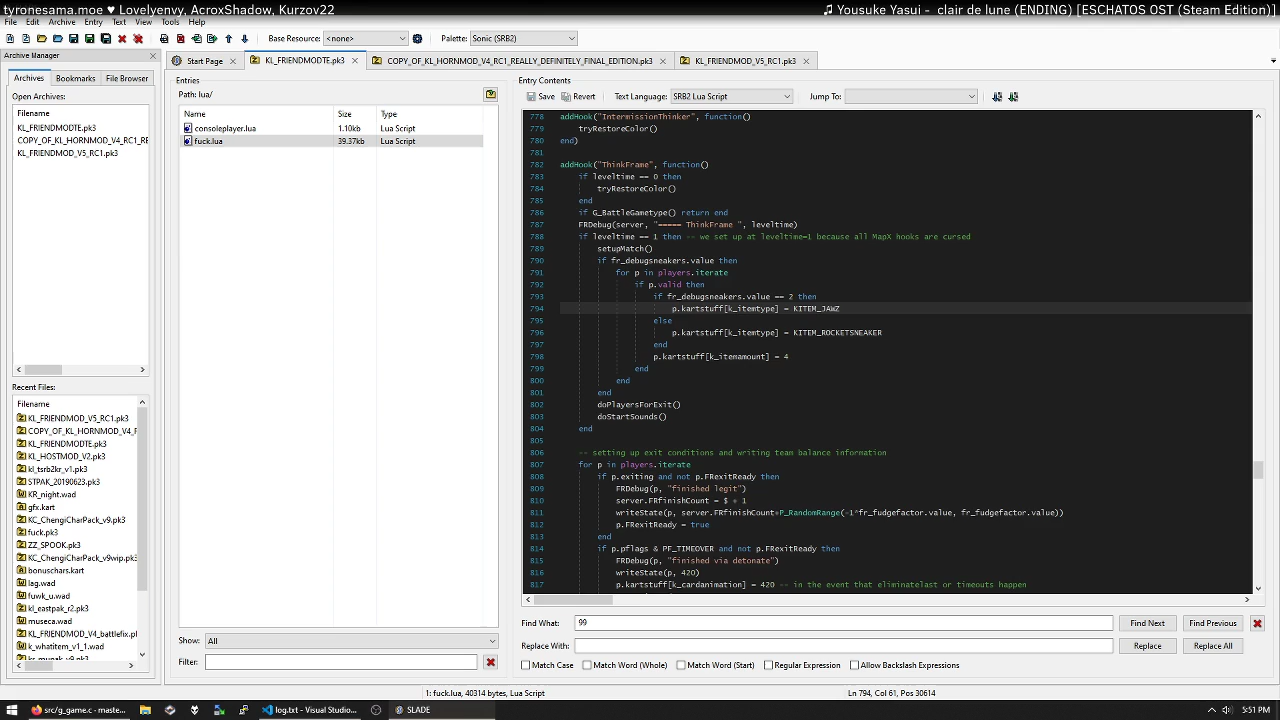 tyronesama.moe ♥ Lovelyenvy, AcroxShadow, Kurzov22
♫ Yousuke Yasui - clair de lune (ENDING) [ESCHATOS OST (Steam Edition)]
File Edit Archive Entry Text View Tools Help
Base Resource: <none> Palette: Sonic (SRB2)
Archive Manager
Start Page KL_FRIENDMODTE.pk3 COPY_OF_KL_HORNMOD_V4_RC1_REALLY_DEFINITELY_FINAL_EDITION.pk3 KL_FRIENDMOD_V5_RC1.pk3
Archives Bookmarks File Browser
Open Archives:
Filename
KL_FRIENDMODTE.pk3
COPY_OF_KL_HORNMOD_V4_RC1_RE
KL_FRIENDMOD_V5_RC1.pk3
Recent Files:
Filename
KL_FRIENDMOD_V5_RC1.pk3
COPY_OF_KL_HORNMOD_V4_F
KL_FRIENDMODTE.pk3
KL_HOSTMOD_V2.pk3
kl_tsrb2kr_v1.pk3
STPAK_20190623.pk3
KR_night.wad
gfx.kart
KC_ChengiCharPack_v9.pk3
fuck.pk3
ZZ_SPOOK.pk3
KC_ChengiCharPack_v9wip.pk3
bonuschars.kart
lag.wad
fuwk_u.wad
kl_eastpak_r2.pk3
museca.wad
KL_FRIENDMOD_V4_battlefix.pk3
k_whatitem_v1_3.wad
Entries
Path: lua/
Name Size Type
consoleplayer.lua 1.10kb Lua Script
fuck.lua 39.37kb Lua Script
Show: All
Filter:
Entry Contents
Save Revert Text Language: SRB2 Lua Script Jump To:
778 addHook("IntermissionThinker", function()
779 tryRestoreColor()
780 end)
781
782 addHook("ThinkFrame", function()
783 if leveltime == 0 then
784 tryRestoreColor()
785 end
786 if G_BattleGametype() return end
787 FRDebug(server, "===== ThinkFrame ", leveltime)
788 if leveltime == 1 then -- we set up at leveltime=1 because all MapX hooks are cursed
789 setupMatch()
790 if fr_debugsneakers.value then
791 for p in players.iterate
792 if p.valid then
793 if fr_debugsneakers.value == 2 then
794 p.kartstuff[k_itemtype] = KITEM_JAWZ
795 else
796 p.kartstuff[k_itemtype] = KITEM_ROCKETSNEAKER
797 end
798 p.kartstuff[k_itemamount] = 4
799 end
800 end
801 end
802 doPlayersForExit()
803 doStartSounds()
804 end
805
806 -- setting up exit conditions and writing team balance information
807 for p in players.iterate
808 if p.exiting and not p.FRexitReady then
809 FRDebug(p, "finished legit")
810 server.FRfinishCount = $ + 1
811 writeState(p, server.FRfinishCount+P_RandomRange(-1*fr_fudgefactor.value, fr_fudgefactor.value))
812 p.FRexitReady = true
813 end
814 if p.pflags & PF_TIMEOVER and not p.FRexitReady then
815 FRDebug(p, "finished via detonate")
816 writeState(p, 420)
817 p.kartstuff[k_cardanimation] = 420 -- in the event that eliminatelast or timeouts happen
Find What: 99 Find Next Find Previous
Replace With: Replace Replace All
Match Case Match Word (Whole) Match Word (Start) Regular Expression Allow Backslash Expressions
1: fuck.lua, 40314 bytes, Lua Script Ln 794, Col 61, Pos 30614
src/g_game.c - maste... log.txt - Visual Studio... SLADE 5:51 PM